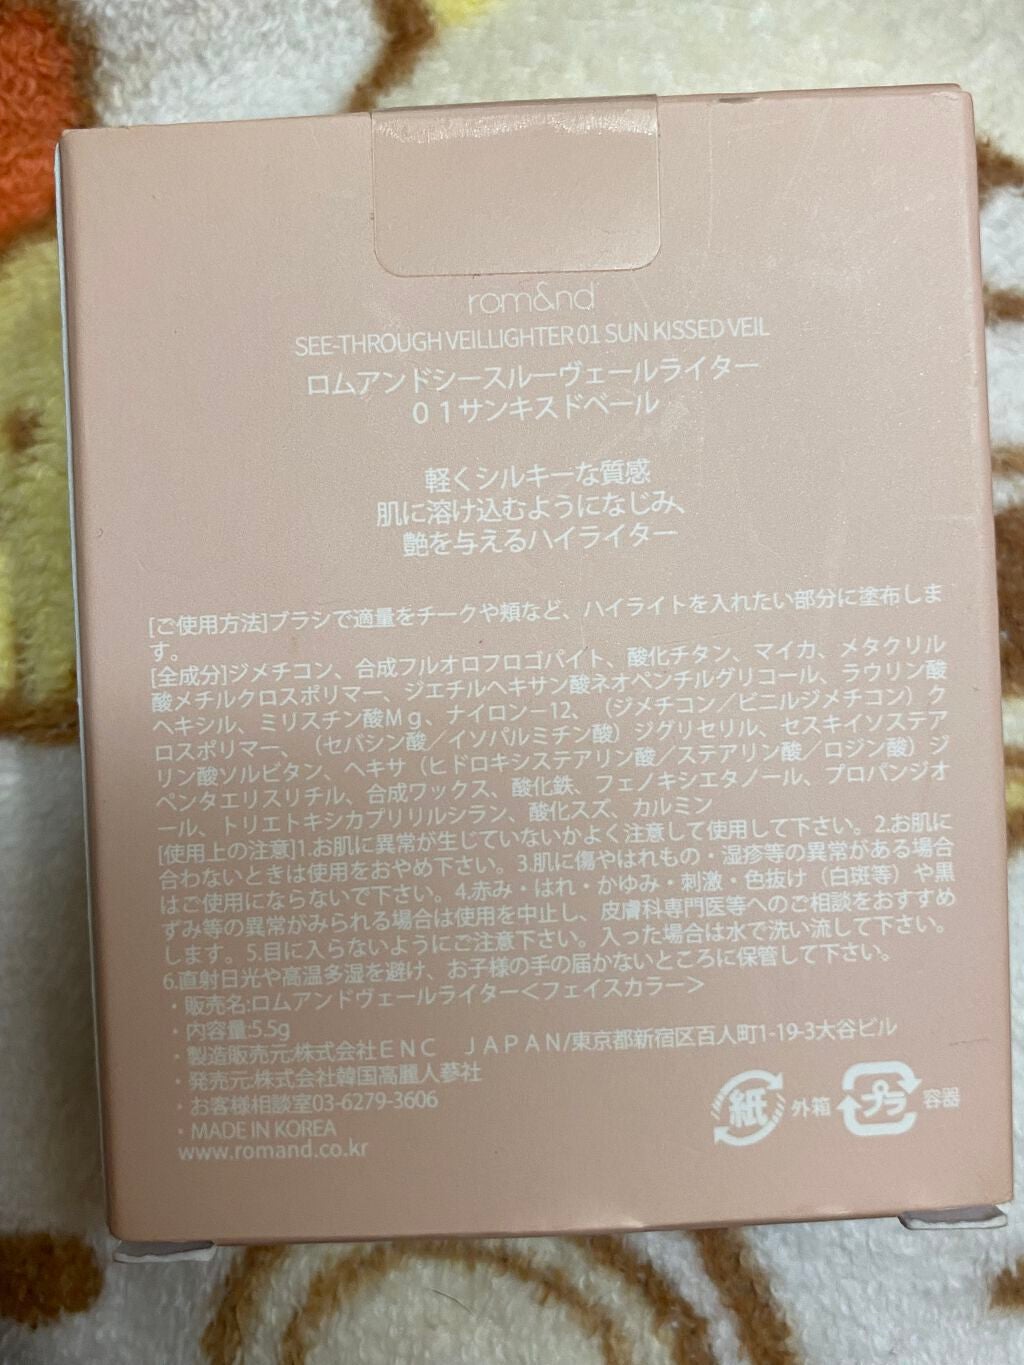 rom&nd
SEE-THROUGH VEILLIGHTER 01 SUN KISSED VEIL
ロムアンドシースルーヴェールライター
０１サンキスドベール
軽くシルキーな質感
肌に溶け込むようになじみ、
艶を与えるハイライター
[ご使用方法]ブラシで適量をチークや頬など、ハイライトを入れたい部分に塗布しま
す。
[全成分]ジメチコン、合成フルオロフロゴパイト、酸化チタン、マイカ、メタクリル
酸メチルクロスポリマー、ジエチルヘキサン酸ネオペンチルグリコール、ラウリン酸
ヘキシル、ミリスチン酸Mｇ、ナイロン－12、（ジメチコン／ビニルジメチコン）ク
ロスポリマー、（セバシン酸／イソパルミチン酸）ジグリセリル、セスキイソステア
リン酸ソルビタン、ヘキサ（ヒドロキシステアリン酸／ステアリン酸／ロジン酸）ジ
ペンタエリスリチル、合成ワックス、酸化鉄、フェノキシエタノール、プロパンジオ
ール、トリエトキシカプリリルシラン、酸化スズ、カルミン
[使用上の注意]1.お肌に異常が生じていないかよく注意して使用して下さい。2.お肌に
合わないときは使用をおやめ下さい。3.肌に傷やはれもの・湿疹等の異常がある場合
はご使用にならないで下さい。4.赤み・はれ・かゆみ・刺激・色抜け（白斑等）や黒
ずみ等の異常がみられる場合は使用を中止し、皮膚科専門医等へのご相談をおすすめ
します。5.目に入らないようにご注意下さい。入った場合は水で洗い流して下さい。
6.直射日光や高温多湿を避け、お子様の手の届かないところに保管して下さい。
・販売名:ロムアンドヴェールライター＜フェイスカラー＞
・内容量:5.5g
・製造販売元:株式会社ＥＮＣ　ＪＡＰＡＮ/東京都新宿区百人町1-19-3大谷ビル
・発売元:株式会社韓国高麗人蔘社
・お客様相談室03-6279-3606
・MADE IN KOREA
www.romand.co.kr
紙 外箱 プラ 容器